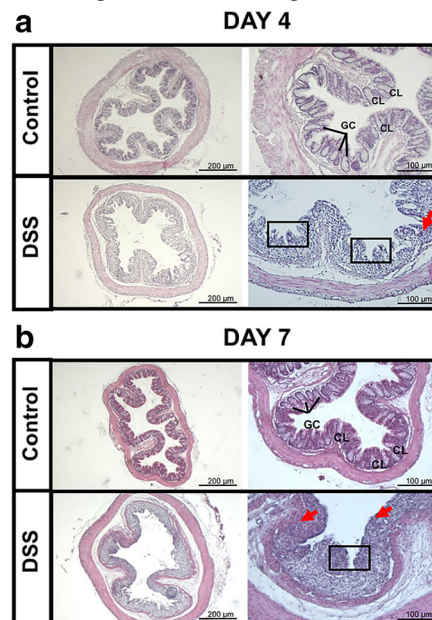 a DAY 4
Control
200 µm
GC
CL
CL
CL
100 µm
DSS
200 µm
100 µm
b DAY 7
Control
200 µm
GC
CL
CL
CL
100 µm
DSS
200 µm
100 µm